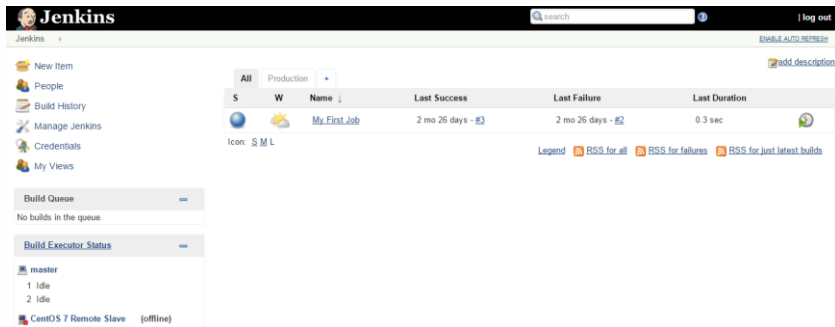 Jenkins
search
| log out
Jenkins ›
ENABLE AUTO REFRESH
New Item
People
Build History
Manage Jenkins
Credentials
My Views
add description
All Production +
S W Name ↓ Last Success Last Failure Last Duration
My First Job 2 mo 26 days - #3 2 mo 26 days - #2 0.3 sec
Icon: S M L
Legend RSS for all RSS for failures RSS for just latest builds
Build Queue
No builds in the queue.
Build Executor Status
master
1 Idle
2 Idle
CentOS 7 Remote Slave (offline)